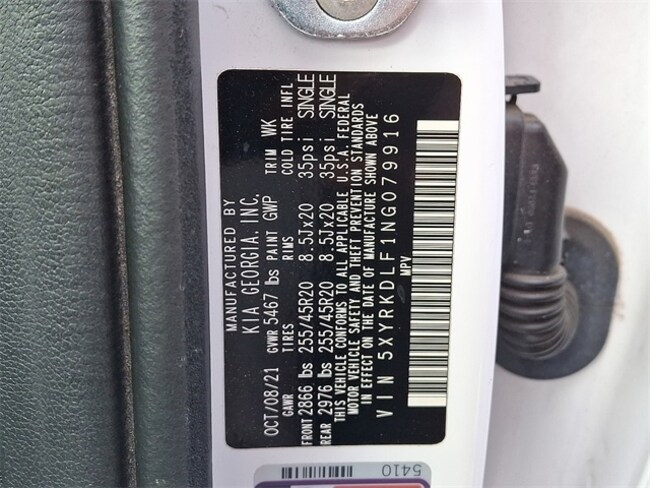 MANUFACTURED BY
KIA GEORGIA, INC.
OCT/08/21 GVWR 5467 lbs PAINT GWP TRIM WK
GAWR TIRES RIMS COLD TIRE INFL
FRONT 2866 lbs 255/45R20 8.5Jx20 35psi SINGLE
REAR 2976 lbs 255/45R20 8.5Jx20 35psi SINGLE
THIS VEHICLE CONFORMS TO ALL APPLICABLE U.S.A. FEDERAL
MOTOR VEHICLE SAFETY AND THEFT PREVENTION STANDARDS
IN EFFECT ON THE DATE OF MANUFACTURE SHOWN ABOVE
VIN 5XYRKDLF1NG079916
MPV
5410